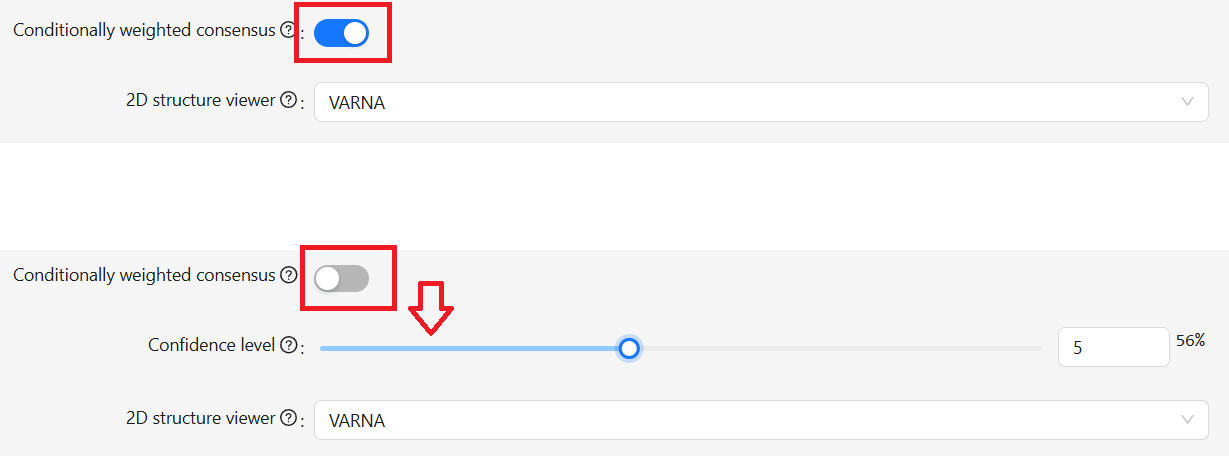 Conditionally weighted consensus ? :
2D structure viewer ? : VARNA
Conditionally weighted consensus ?
Confidence level ? : 5 56%
2D structure viewer ? : VARNA